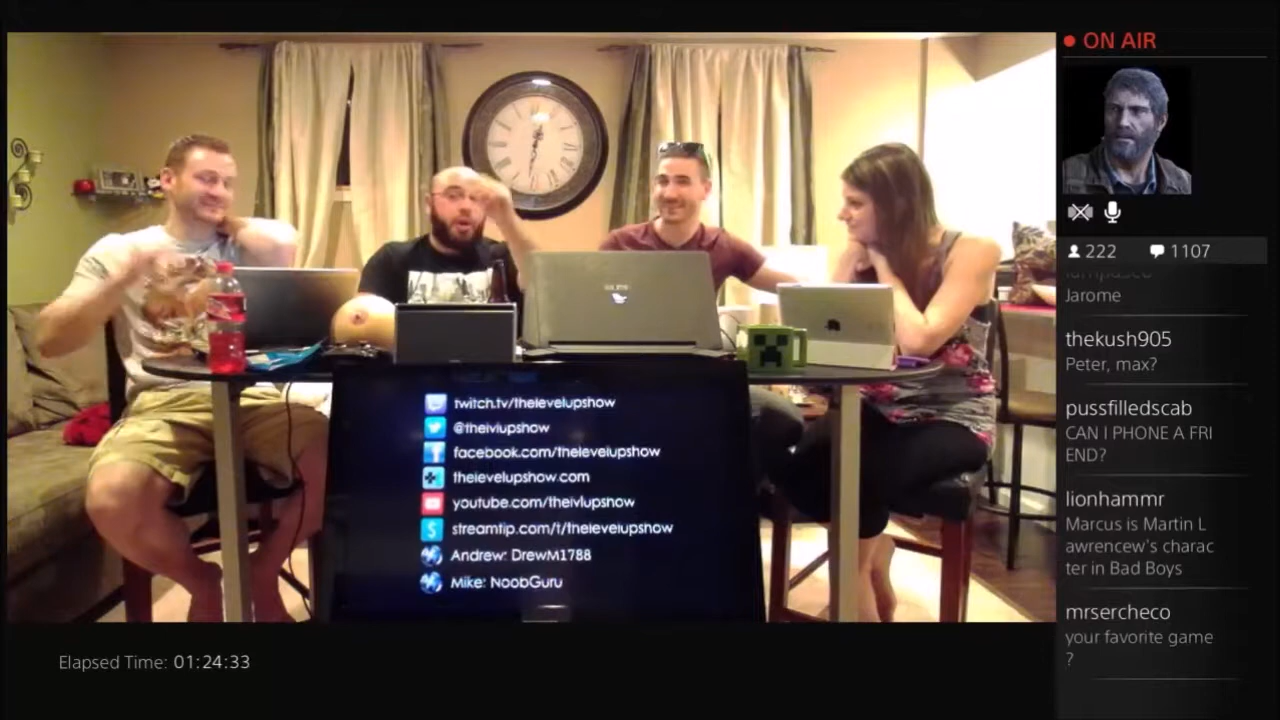 ON AIR
222 1107
Jarome
thekush905
Peter, max?
pussfilledscab
CAN I PHONE A FRI
END?
lionhammr
Marcus is Martin L
awrencew's charac
ter in Bad Boys
mrsercheco
your favorite game
?
twitch.tv/thelevelupshow
@thelvlupshow
facebook.com/thelevelupshow
thelevelupshow.com
youtube.com/thelvlupshow
streamtip.com/t/thelevelupshow
Andrew: DrewM1788
Mike: NoobGuru
Elapsed Time: 01:24:33